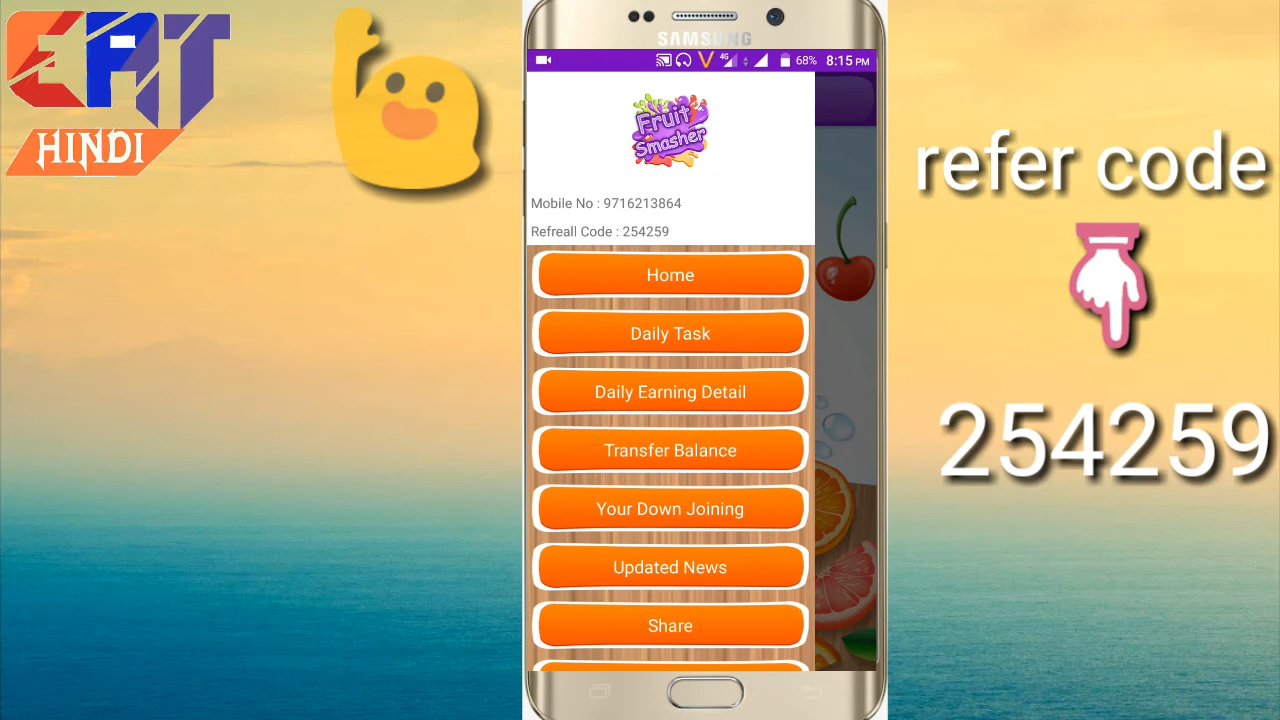 EAT
HINDI
SAMSUNG
4G 68% 8:15 PM
Fruit
Smasher
Mobile No : 9716213864
Refreall Code : 254259
Home
Daily Task
Daily Earning Detail
Transfer Balance
Your Down Joining
Updated News
Share
refer code
254259